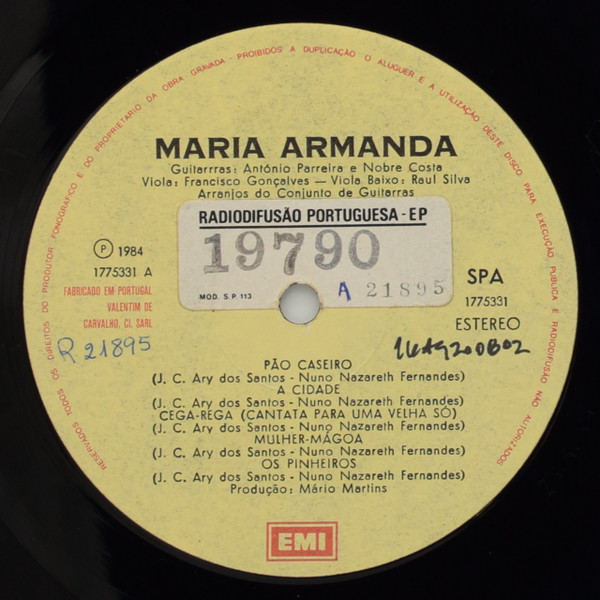 RESERVADOS TODOS OS DIREITOS DO PRODUTOR FONOGRÁFICO E DO PROPRIETÁRIO DA OBRA GRAVADA - PROIBIDOS A DUPLICAÇÃO O ALUGUER E A UTILIZAÇÃO DESTE DISCO PARA EXECUÇÃO PUBLICA E RADIODIFUSÃO NÃO AUTORIZADOS
MARIA ARMANDA
Guitarrras: António Parreira e Nobre Costa
Viola: Francisco Gonçalves — Viola Baixo: Raul Silva
Arranjos do Conjunto de Guitarras
RADIODIFUSÃO PORTUGUESA - EP
19790
MOD. S.P. 113
A 21895
Ⓟ 1984
1775331 A
FABRICADO EM PORTUGAL
VALENTIM DE
CARVALHO, CI, SARL
R 21895
SPA
1775331
ESTEREO
PÃO CASEIRO
(J. C. Ary dos Santos - Nuno Nazareth Fernandes)
A CIDADE
(J. C. Ary dos Santos - Nuno Nazareth Fernandes)
CEGA-REGA (CANTATA PARA UMA VELHA SÓ)
(J. C. Ary dos Santos - Nuno Nazareth Fernandes)
MULHER-MÁGOA
(J. C. Ary dos Santos - Nuno Nazareth Fernandes)
OS PINHEIROS
(J. C. Ary dos Santos - Nuno Nazareth Fernandes)
Produção: Mário Martins
EMI